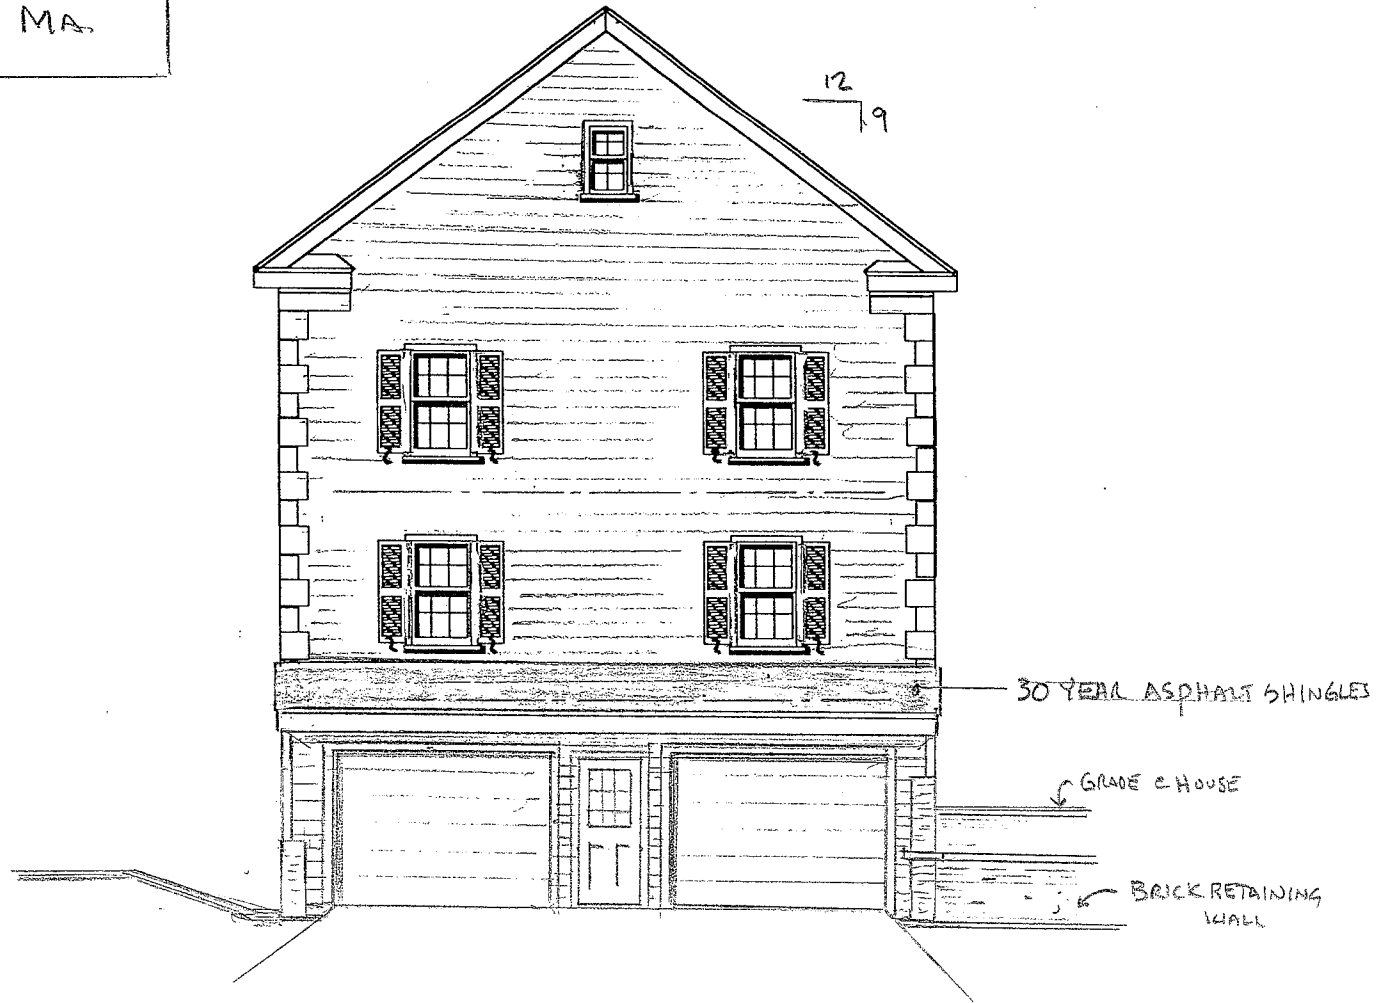 MA.
12
9
30 YEAR ASPHALT SHINGLES
GRADE @ HOUSE
BRICK RETAINING
WALL